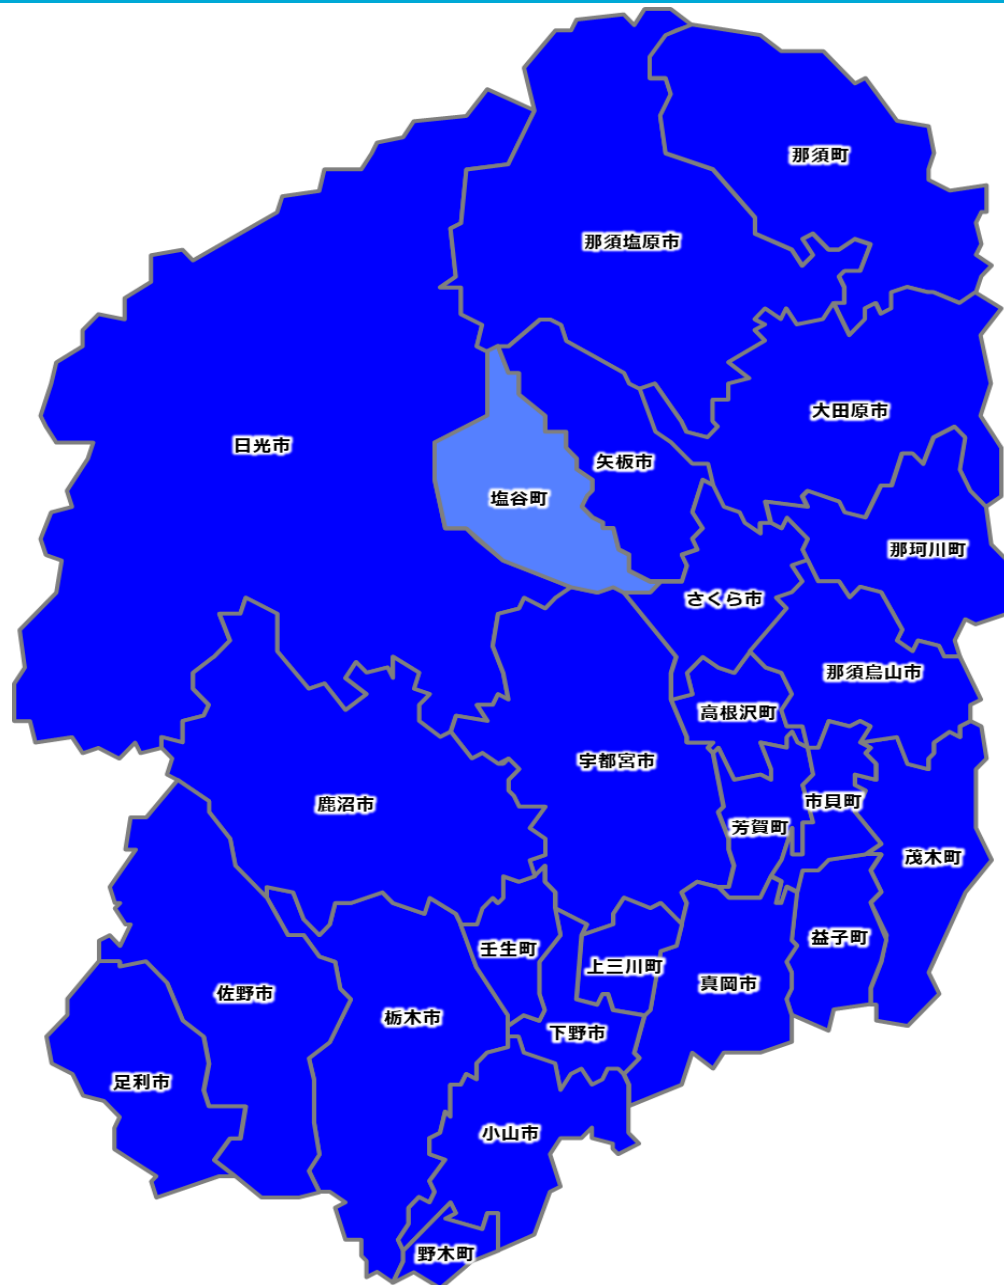 那須町
那須塩原市
大田原市
日光市
矢板市
塩谷町
那珂川町
さくら市
那須烏山市
高根沢町
宇都宮市
市貝町
鹿沼市
芳賀町
茂木町
益子町
壬生町
上三川町
真岡市
佐野市
栃木市
下野市
足利市
小山市
野木町